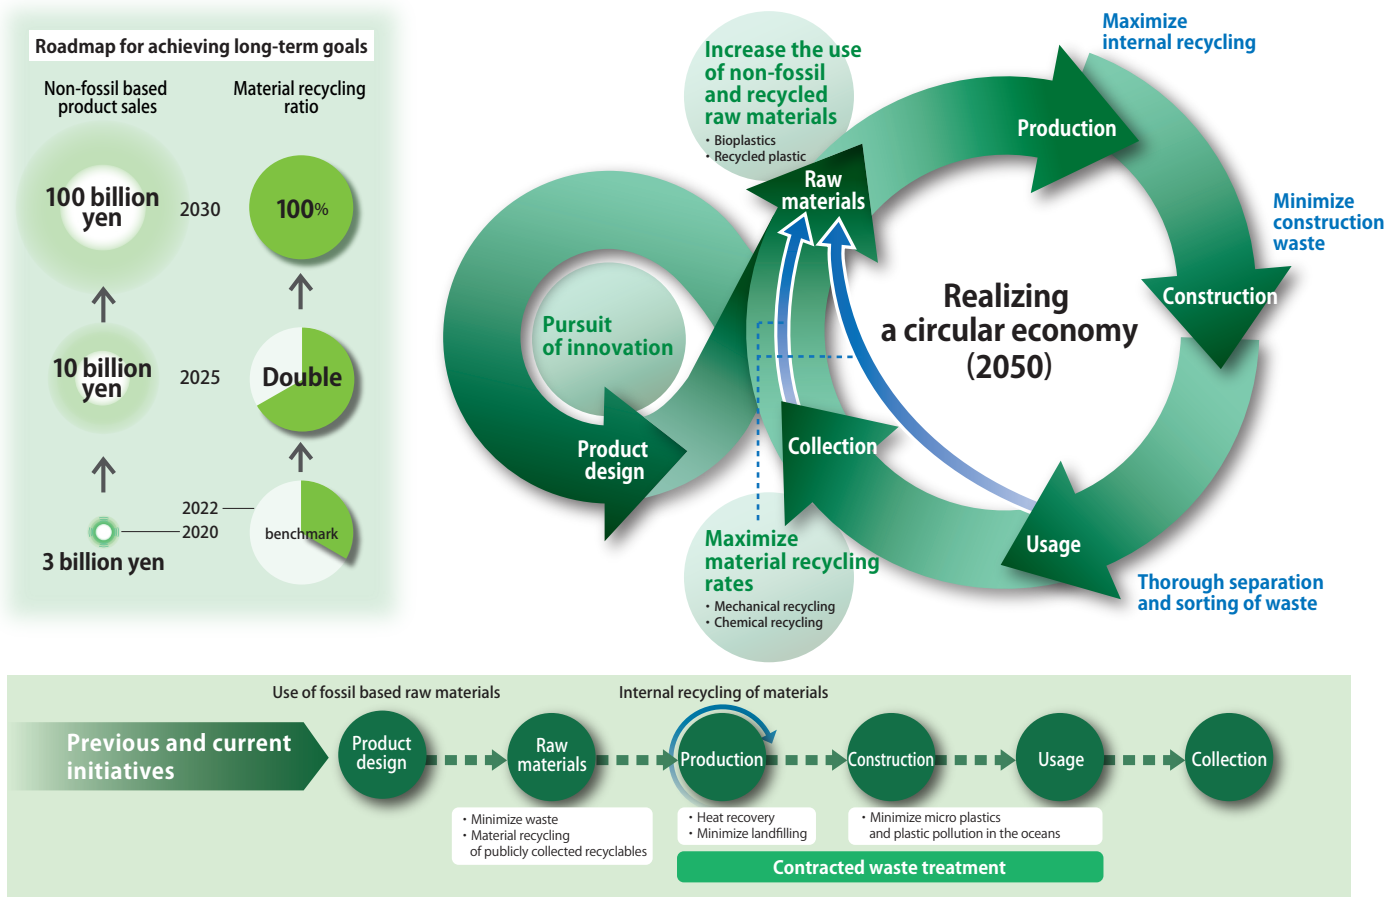 Roadmap for achieving long-term goals
Non-fossil based
product sales
Material recycling
ratio
100 billion
yen
2030
100%
10 billion
yen
2025
Double
2022
2020
benchmark
3 billion yen
Increase the use
of non-fossil
and recycled
raw materials
・Bioplastics
・Recycled plastic
Maximize
internal recycling
Production
Raw
materials
Minimize
construction
waste
Construction
Realizing
a circular economy
(2050)
Pursuit
of innovation
Product
design
Collection
Usage
Maximize
material recycling
rates
・Mechanical recycling
・Chemical recycling
Thorough separation
and sorting of waste
Previous and current
initiatives
Use of fossil based raw materials
Internal recycling of materials
Product
design
Raw
materials
Production
Construction
Usage
Collection
・Minimize waste
・Material recycling
of publicly collected recyclables
・Heat recovery
・Minimize landfilling
・Minimize micro plastics
and plastic pollution in the oceans
Contracted waste treatment